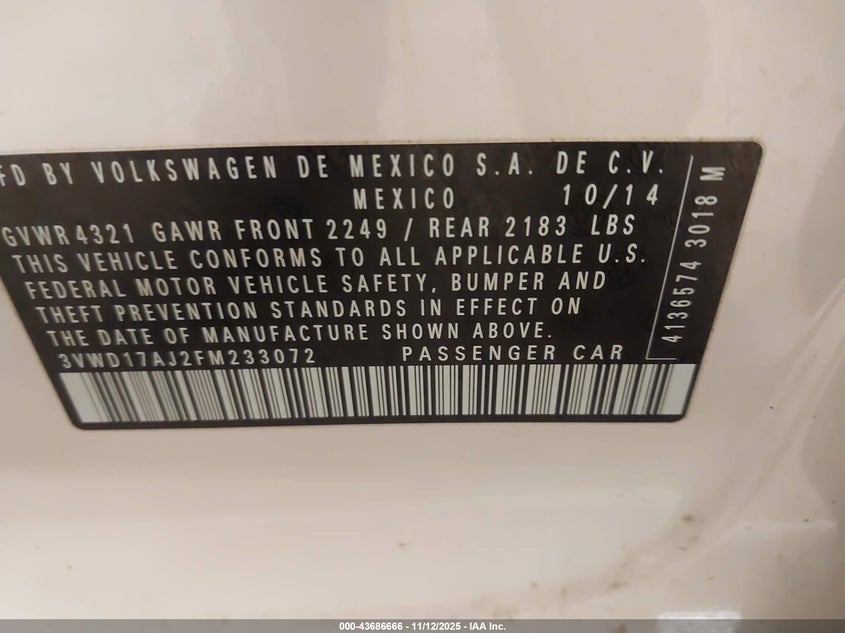 FD BY VOLKSWAGEN DE MEXICO S.A. DE C.V.
MEXICO 10/14
GVWR 4321 GAWR FRONT 2249 / REAR 2183 LBS
THIS VEHICLE CONFORMS TO ALL APPLICABLE U.S.
FEDERAL MOTOR VEHICLE SAFETY, BUMPER AND
THEFT PREVENTION STANDARDS IN EFFECT ON
THE DATE OF MANUFACTURE SHOWN ABOVE.
3VWD17AJ2FM233072 PASSENGER CAR
4136574 3018 M
000-43686666 - 11/12/2025 - IAA Inc.